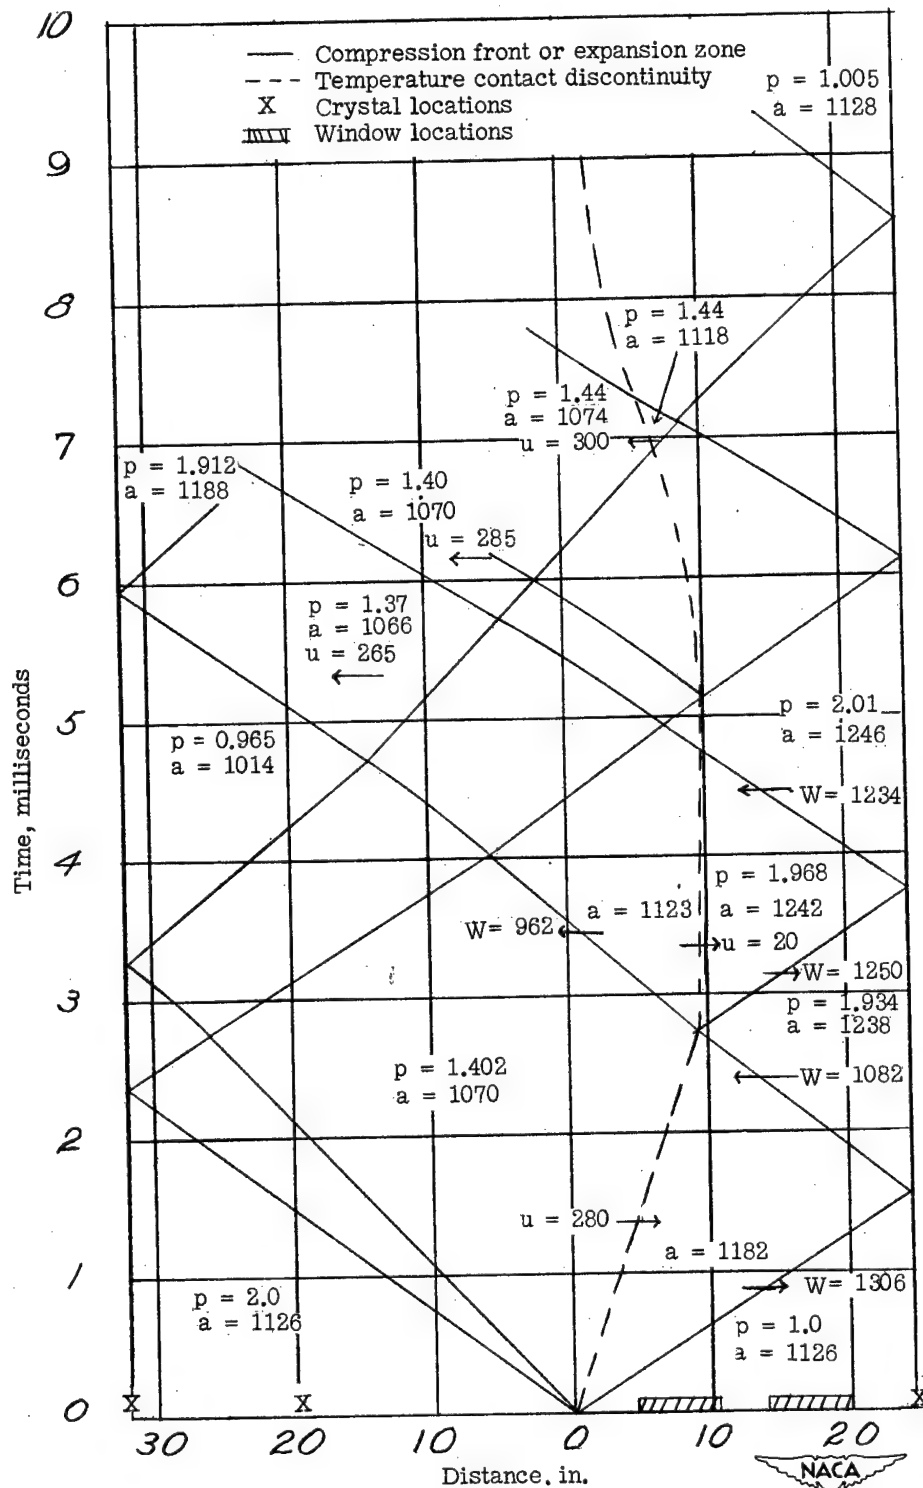 10
Compression front or expansion zone
Temperature contact discontinuity
X Crystal locations
Window locations
p = 1.005
a = 1128
9
8
p = 1.44
a = 1118
p = 1.44
a = 1074
u = 300
7
p = 1.912
a = 1188
p = 1.40
a = 1070
u = 285
6
p = 1.37
a = 1066
u = 265
Time, milliseconds
5
p = 2.01
a = 1246
p = 0.965
a = 1014
W= 1234
4
p = 1.968
a = 1123
a = 1242
W= 962
u = 20
W= 1250
3
p = 1.934
a = 1238
p = 1.402
a = 1070
W= 1082
2
u = 280
a = 1182
1
W= 1306
p = 2.0
a = 1126
p = 1.0
a = 1126
0
X X X
30 20 10 0 10 20
Distance, in.
NACA